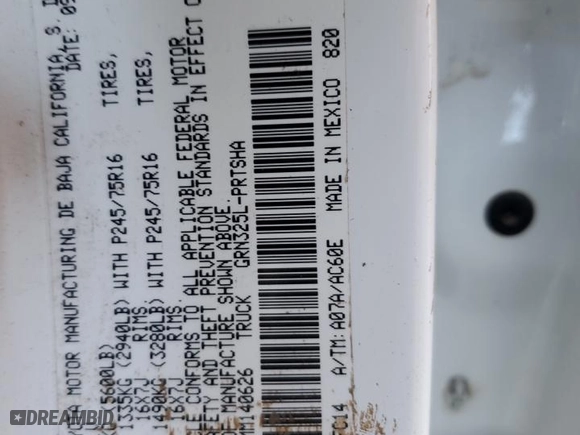 MOTOR MANUFACTURING DE BAJA CALIFORNIA, S.
DATE: 09
5600LB)
1335KG (2940LB) WITH P245/75R16 TIRES,
16X7J RIMS
(3280LB) WITH P245/75R16 TIRES,
16X7J RIMS.
CONFORMS TO ALL APPLICABLE FEDERAL MOTOR
AND THEFT PREVENTION STANDARDS IN EFFECT
MANUFACTURE SHOWN ABOVE.
140626 TRUCK GRN325L-PRTSHA
C14 A/TM: A07A/AC60E MADE IN MEXICO 820
DREAMBID